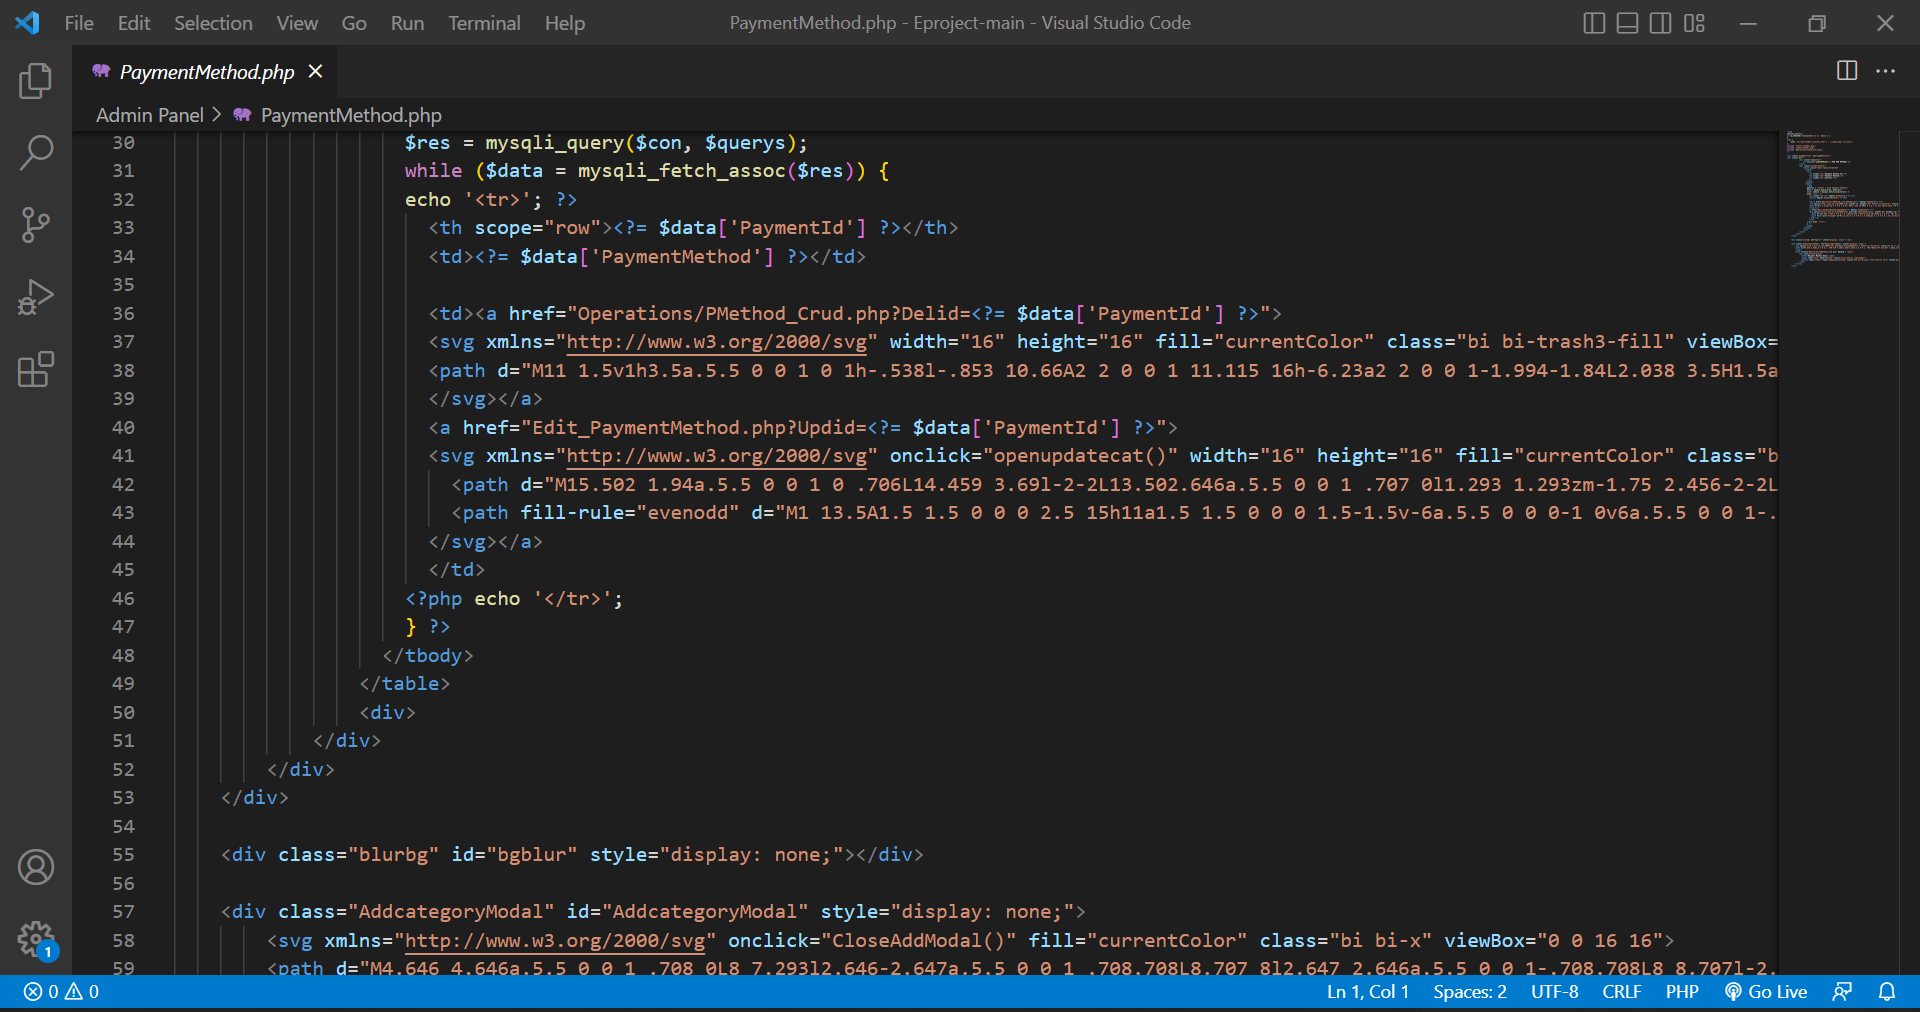 File Edit Selection View Go Run Terminal Help PaymentMethod.php - Eproject-main - Visual Studio Code
PaymentMethod.php
Admin Panel > PaymentMethod.php
30 $res = mysqli_query($con, $querys);
31 while ($data = mysqli_fetch_assoc($res)) {
32 echo '<tr>'; ?>
33 <th scope="row"><?= $data['PaymentId'] ?></th>
34 <td><?= $data['PaymentMethod'] ?></td>
35
36 <td><a href="Operations/PMethod_Crud.php?Delid=<?= $data['PaymentId'] ?>">
37 <svg xmlns="http://www.w3.org/2000/svg" width="16" height="16" fill="currentColor" class="bi bi-trash3-fill" viewBox=
38 <path d="M11 1.5v1h3.5a.5.5 0 0 1 0 1h-.538l-.853 10.66A2 2 0 0 1 11.115 16h-6.23a2 2 0 0 1-1.994-1.84L2.038 3.5H1.5a
39 </svg></a>
40 <a href="Edit_PaymentMethod.php?Updid=<?= $data['PaymentId'] ?>">
41 <svg xmlns="http://www.w3.org/2000/svg" onclick="openupdatecat()" width="16" height="16" fill="currentColor" class="b
42 <path d="M15.502 1.94a.5.5 0 0 1 0 .706L14.459 3.69l-2-2L13.502.646a.5.5 0 0 1 .707 0l1.293 1.293zm-1.75 2.456-2-2L
43 <path fill-rule="evenodd" d="M1 13.5A1.5 1.5 0 0 0 2.5 15h11a1.5 1.5 0 0 0 1.5-1.5v-6a.5.5 0 0 0-1 0v6a.5.5 0 0 1-.
44 </svg></a>
45 </td>
46 <?php echo '</tr>';
47 } ?>
48 </tbody>
49 </table>
50 <div>
51 </div>
52 </div>
53 </div>
54
55 <div class="blurbg" id="bgblur" style="display: none;"></div>
56
57 <div class="AddcategoryModal" id="AddcategoryModal" style="display: none;">
58 <svg xmlns="http://www.w3.org/2000/svg" onclick="CloseAddModal()" fill="currentColor" class="bi bi-x" viewBox="0 0 16 16">
59 <path d="M4.646 4.646a.5.5 0 0 1 .708 0L8 7.293l2.646-2.647a.5.5 0 0 1 .708.708L8.707 8l2.647 2.646a.5.5 0 0 1-.708.708L8 8.707l-2.
1
0 0 Ln 1, Col 1 Spaces: 2 UTF-8 CRLF PHP Go Live